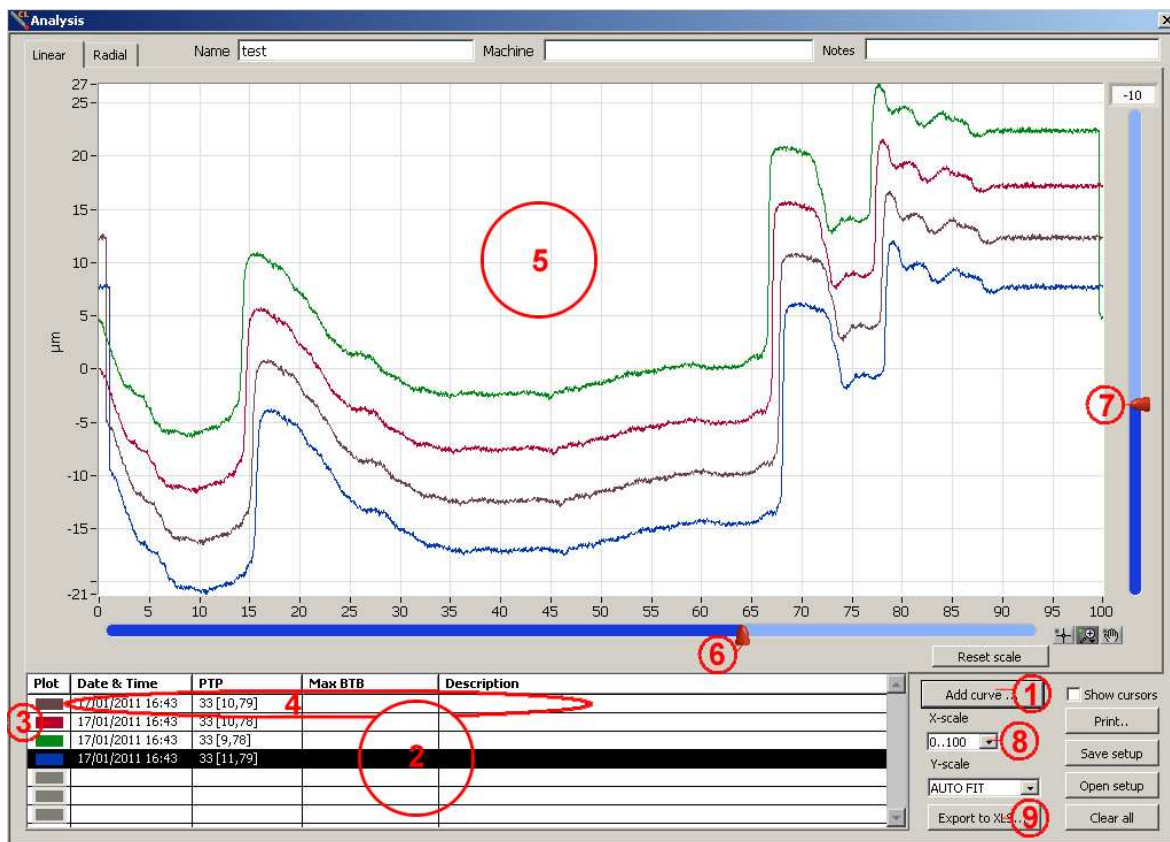 CL Analysis
Linear Radial Name test Machine Notes
-10
27
25
20
15
10
5
0
-5
-10
-15
-21
µm
0 5 10 15 20 25 30 35 40 45 50 55 60 65 70 75 80 85 90 95 100
5
7
6
Reset scale
Plot Date & Time PTP Max BTB Description
17/01/2011 16:43 33 [10,79]
4
3
17/01/2011 16:43 33 [10,78]
17/01/2011 16:43 33 [9,78]
17/01/2011 16:43 33 [11,79]
2
Add curve .. 1
Show cursors
X-scale
Print..
0..100 8
Y-scale
Save setup
AUTO FIT
Open setup
Export to XLS... 9
Clear all